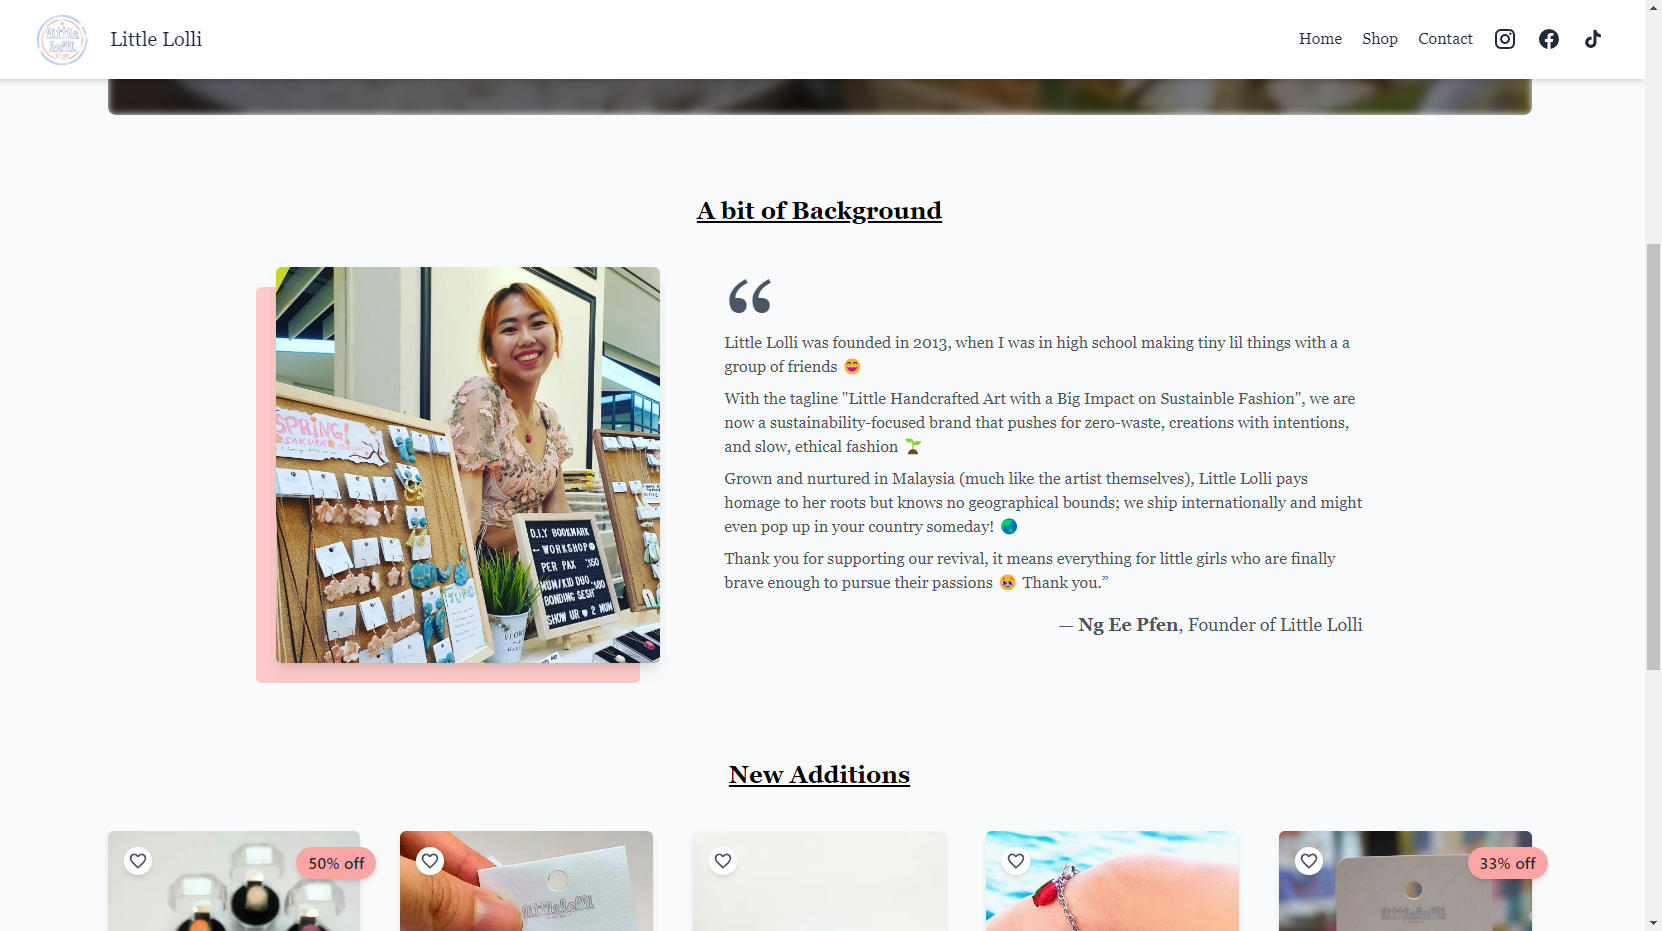 little
lolli
Little Lolli
Home Shop Contact
A bit of Background
SPRING!
SAKURA SEASON
D.I.Y BOOKMARK
WORKSHOP
PER PAX
MUM/KID DUO
BONDING SESH
SHOW UR ♥ 2 MUM
“
Little Lolli was founded in 2013, when I was in high school making tiny lil things with a a
group of friends 😄
With the tagline "Little Handcrafted Art with a Big Impact on Sustainble Fashion", we are
now a sustainability-focused brand that pushes for zero-waste, creations with intentions,
and slow, ethical fashion 🌱
Grown and nurtured in Malaysia (much like the artist themselves), Little Lolli pays
homage to her roots but knows no geographical bounds; we ship internationally and might
even pop up in your country someday! 🌏
Thank you for supporting our revival, it means everything for little girls who are finally
brave enough to pursue their passions 🥹 Thank you.”
— Ng Ee Pfen, Founder of Little Lolli
New Additions
50% off
littlelolli
33% off
littlelolli